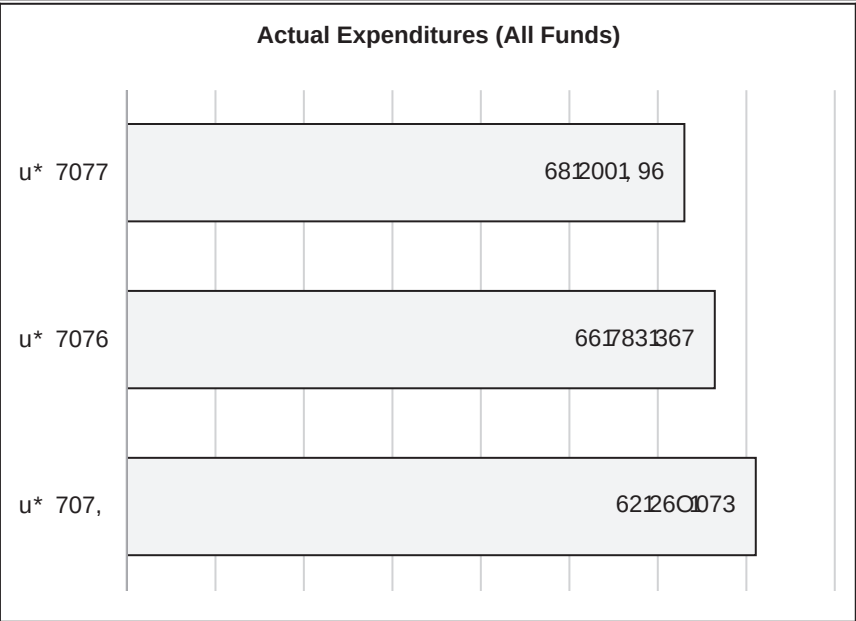 Actual Expenditures (All Funds)
u* 7077
6812001, 96
u* 7076
6617831367
u* 707,
62126O1073